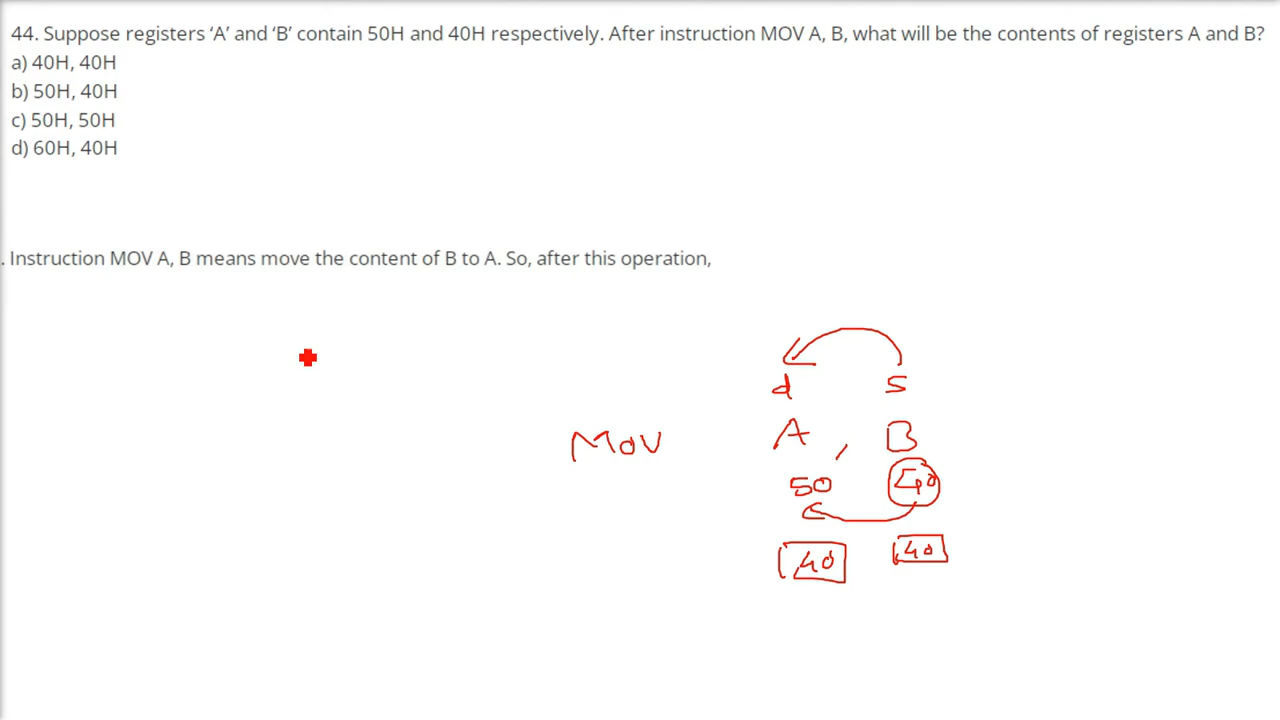 44. Suppose registers ‘A’ and ‘B’ contain 50H and 40H respectively. After instruction MOV A, B, what will be the contents of registers A and B?
a) 40H, 40H
b) 50H, 40H
c) 50H, 50H
d) 60H, 40H
. Instruction MOV A, B means move the content of B to A. So, after this operation,
d s
MOV A , B
50 40
40 40